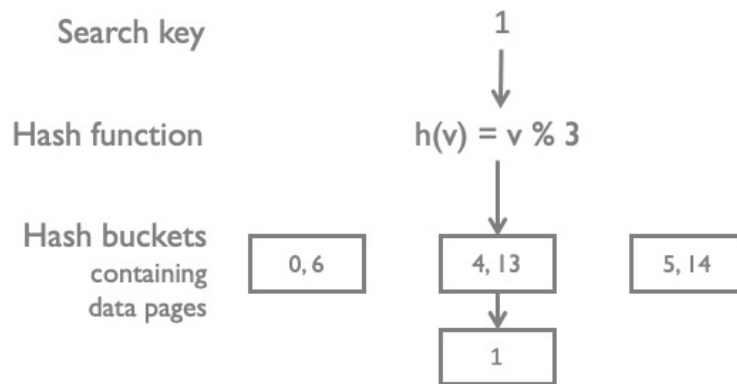 Search key 1
Hash function h(v) = v % 3
Hash buckets
containing
data pages
0, 6 4, 13 5, 14
1